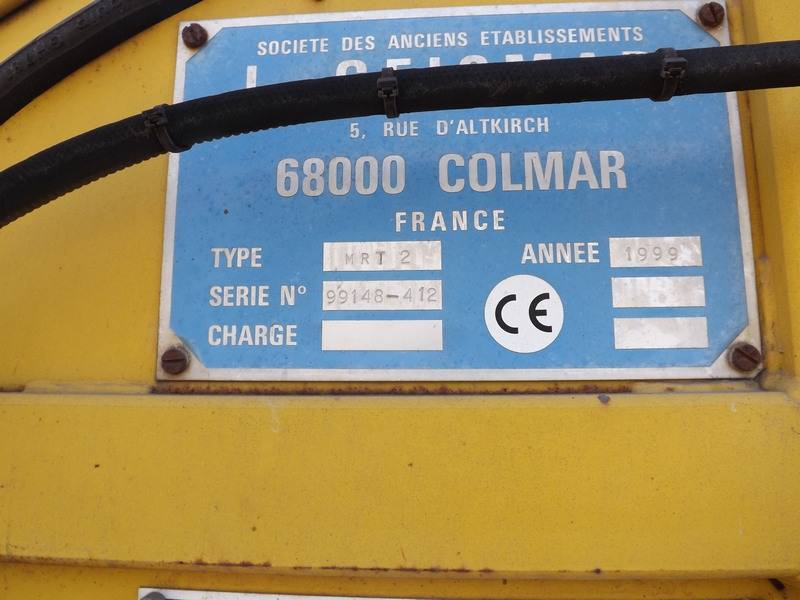 SOCIETE DES ANCIENS ETABLISSEMENTS
L. GEISMAR
5, RUE D'ALTKIRCH
68000 COLMAR
FRANCE
TYPE MRT 2 ANNEE 1999
SERIE N° 99148-412
CHARGE
CE